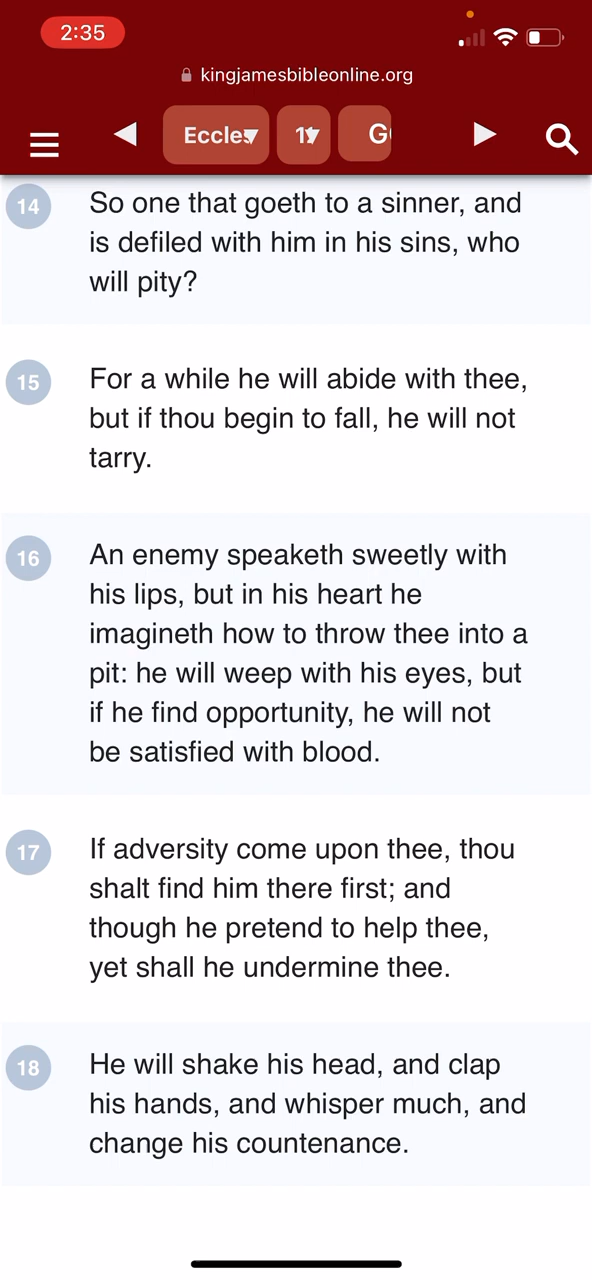 2:35
kingjamesbibleonline.org
14
So one that goeth to a sinner, and
is defiled with him in his sins, who
will pity?
15
For a while he will abide with thee,
but if thou begin to fall, he will not
tarry.
16
An enemy speaketh sweetly with
his lips, but in his heart he
imagineth how to throw thee into a
pit: he will weep with his eyes, but
if he find opportunity, he will not
be satisfied with blood.
17
If adversity come upon thee, thou
shalt find him there first; and
though he pretend to help thee,
yet shall he undermine thee.
18
He will shake his head, and clap
his hands, and whisper much, and
change his countenance.